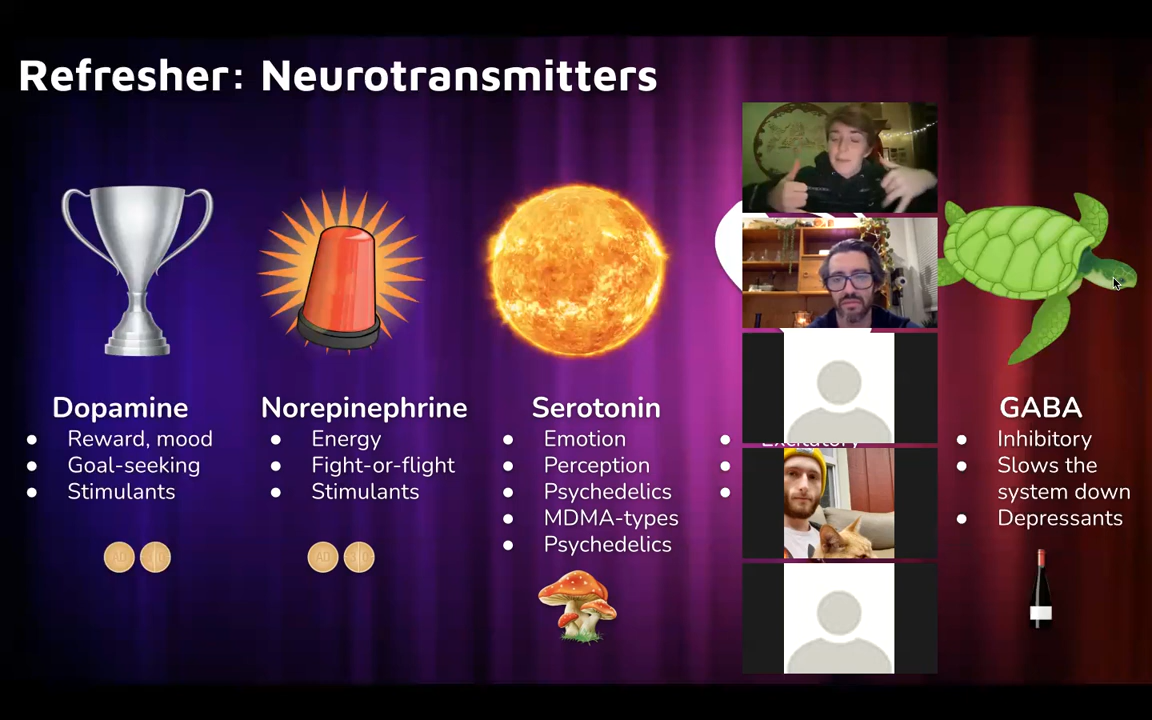 Refresher: Neurotransmitters
Dopamine
● Reward, mood
● Goal-seeking
● Stimulants
Norepinephrine
● Energy
● Fight-or-flight
● Stimulants
Serotonin
● Emotion
● Perception
● Psychedelics
● MDMA-types
● Psychedelics
● Excitatory
●
●
GABA
● Inhibitory
● Slows the
system down
● Depressants